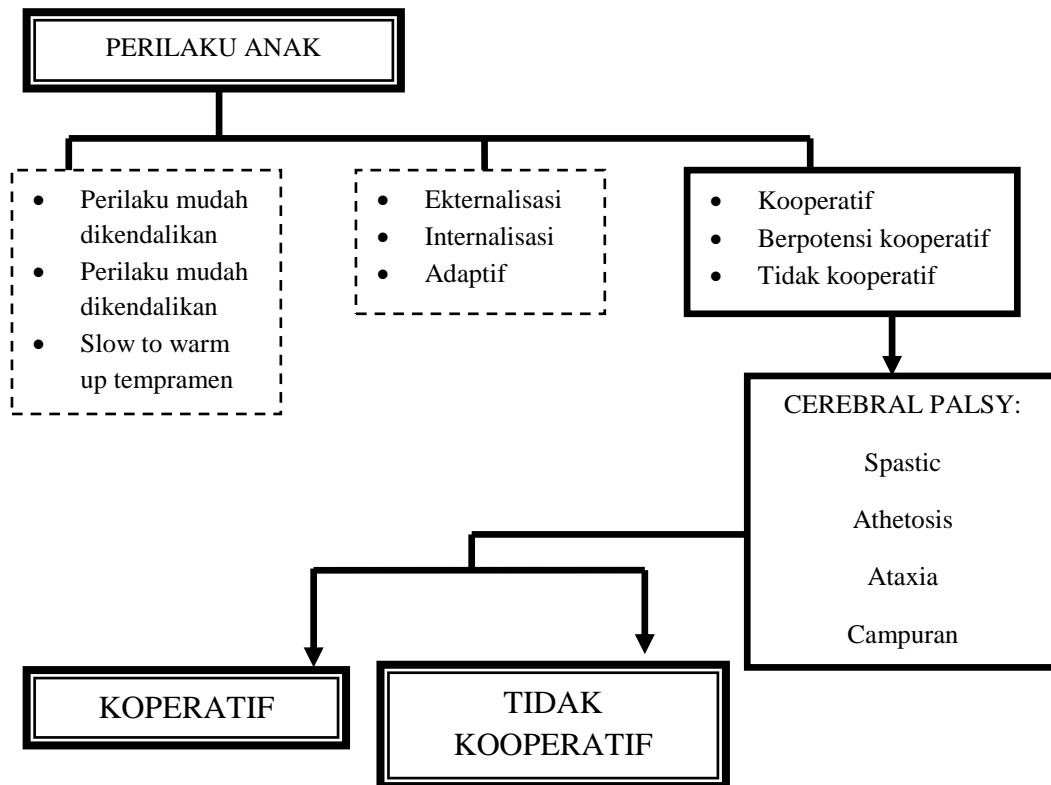 PERILAKU ANAK
• Perilaku mudah
dikendalikan
• Perilaku mudah
dikendalikan
• Slow to warm
up tempramen
• Ekternalisasi
• Internalisasi
• Adaptif
• Kooperatif
• Berpotensi kooperatif
• Tidak kooperatif
CEREBRAL PALSY:
Spastic
Athetosis
Ataxia
Campuran
KOPERATIF
TIDAK
KOOPERATIF